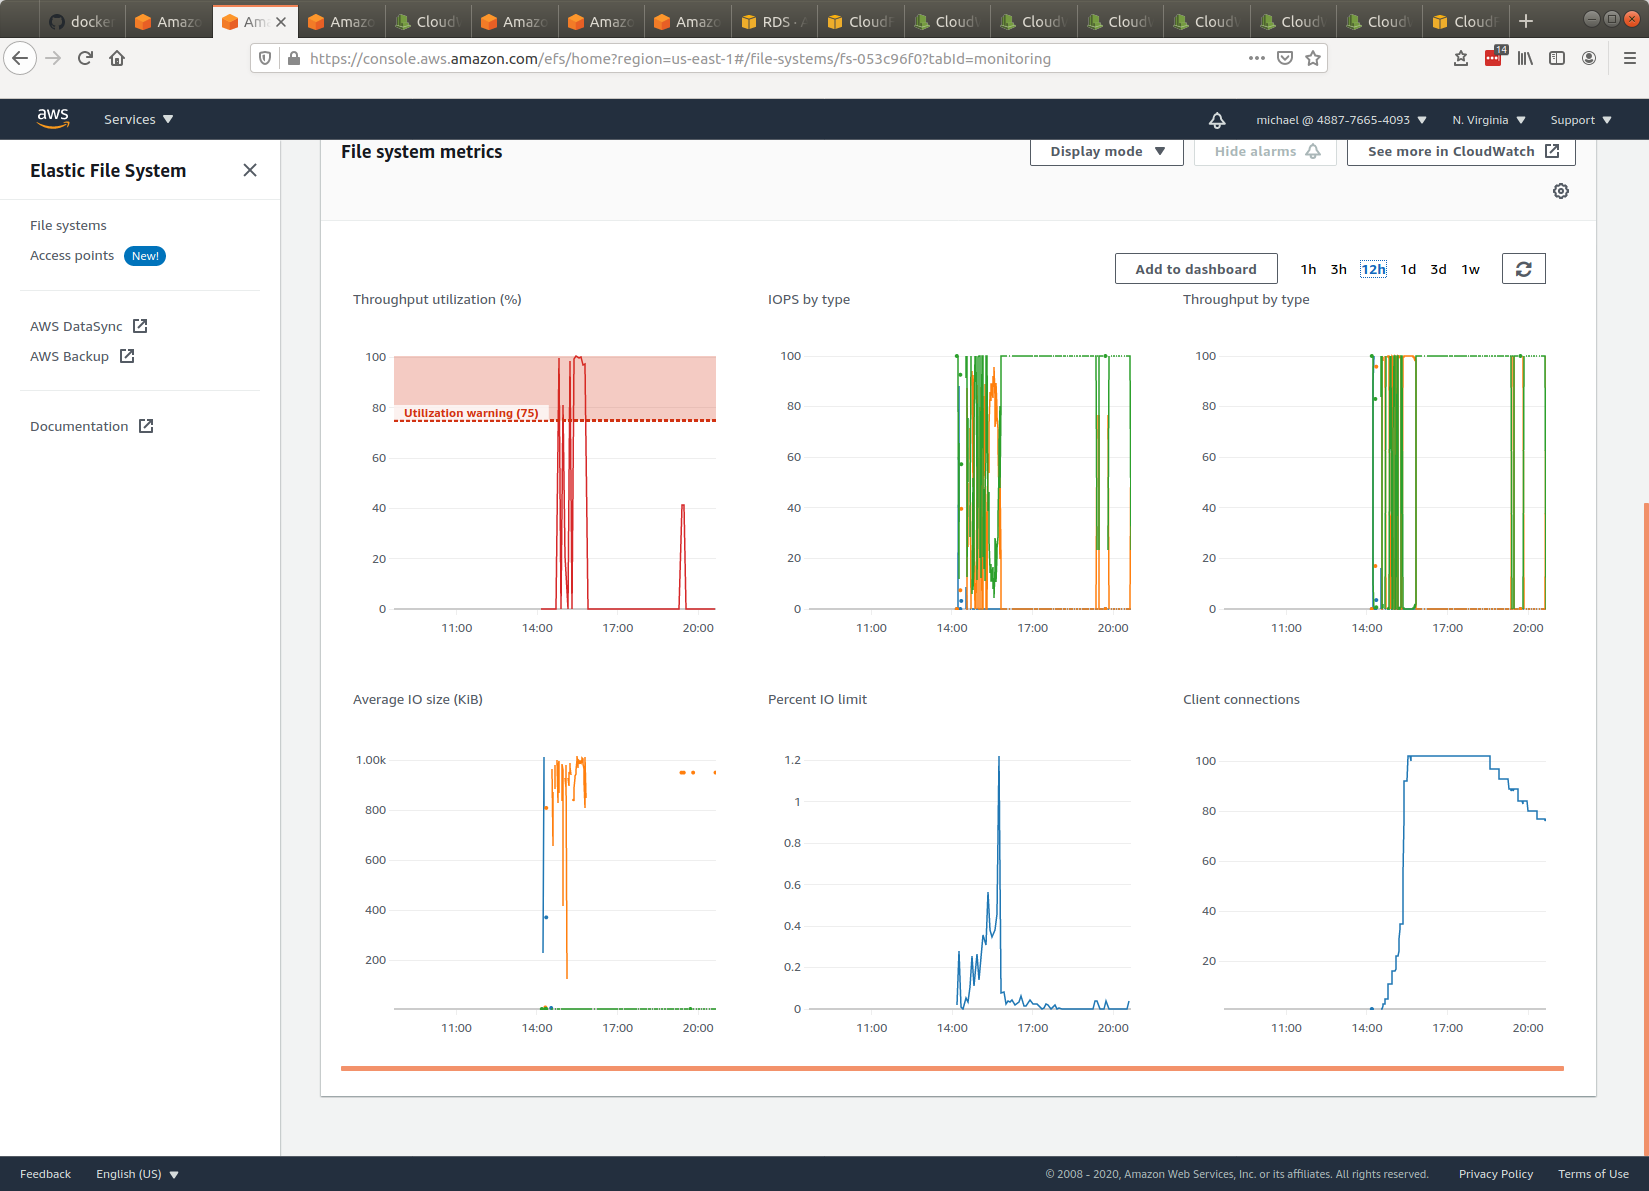 docker
Amazo
Am
Amazo
CloudV
Amazo
Amazo
Amazo
RDS · A
CloudF
CloudV
CloudV
CloudV
CloudV
CloudV
CloudV
CloudF
https://console.aws.amazon.com/efs/home?region=us-east-1#/file-systems/fs-053c96f0?tabId=monitoring
14
aws
Services
michael @ 4887-7665-4093
N. Virginia
Support
Elastic File System
File systems
Access points New!
AWS DataSync
AWS Backup
Documentation
File system metrics
Display mode
Hide alarms
See more in CloudWatch
Add to dashboard
1h 3h 12h 1d 3d 1w
Throughput utilization (%)
100
80
60
40
20
0
Utilization warning (75)
11:00 14:00 17:00 20:00
IOPS by type
100
80
60
40
20
0
11:00 14:00 17:00 20:00
Throughput by type
100
80
60
40
20
0
11:00 14:00 17:00 20:00
Average IO size (KiB)
1.00k
800
600
400
200
11:00 14:00 17:00 20:00
Percent IO limit
1.2
1
0.8
0.6
0.4
0.2
0
11:00 14:00 17:00 20:00
Client connections
100
80
60
40
20
11:00 14:00 17:00 20:00
Feedback
English (US)
© 2008 - 2020, Amazon Web Services, Inc. or its affiliates. All rights reserved.
Privacy Policy
Terms of Use